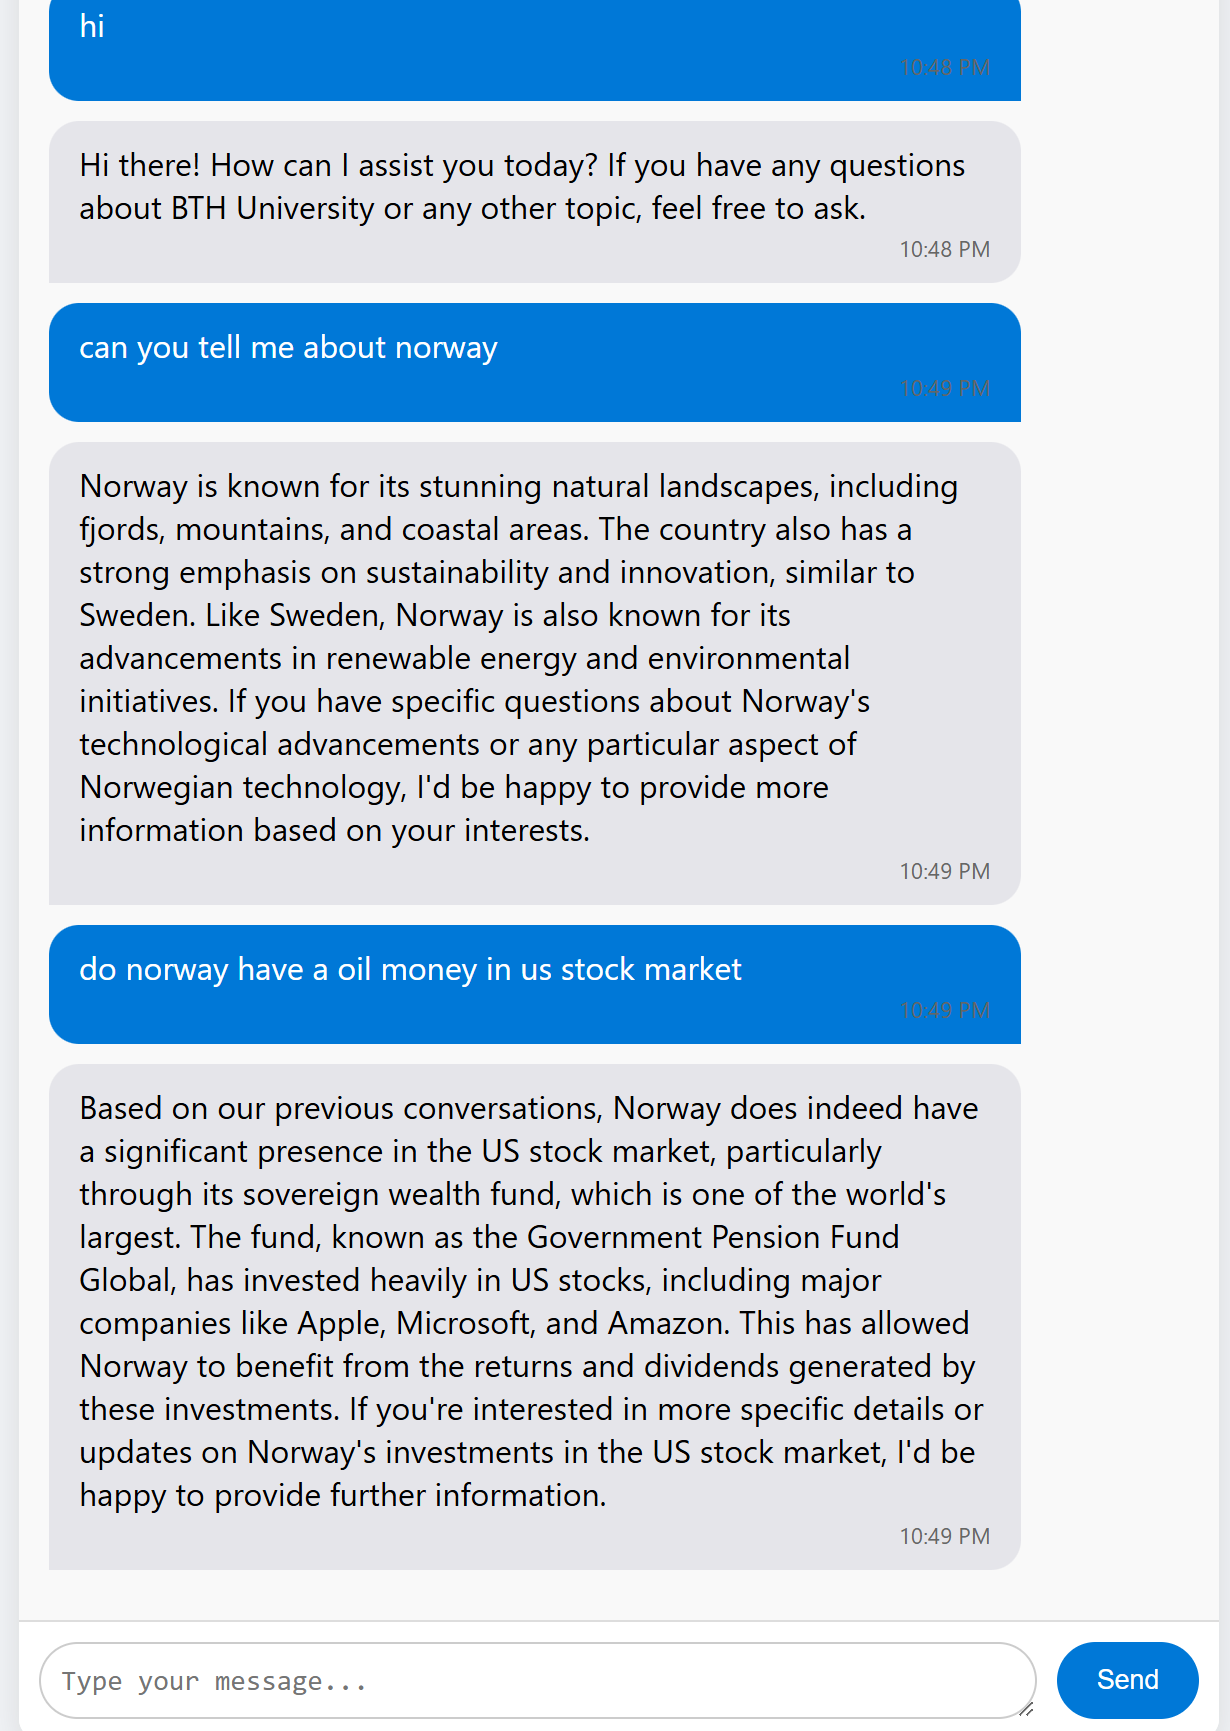 hi
10:48 PM
Hi there! How can I assist you today? If you have any questions
about BTH University or any other topic, feel free to ask.
10:48 PM
can you tell me about norway
10:49 PM
Norway is known for its stunning natural landscapes, including
fjords, mountains, and coastal areas. The country also has a
strong emphasis on sustainability and innovation, similar to
Sweden. Like Sweden, Norway is also known for its
advancements in renewable energy and environmental
initiatives. If you have specific questions about Norway's
technological advancements or any particular aspect of
Norwegian technology, I'd be happy to provide more
information based on your interests.
10:49 PM
do norway have a oil money in us stock market
10:49 PM
Based on our previous conversations, Norway does indeed have
a significant presence in the US stock market, particularly
through its sovereign wealth fund, which is one of the world's
largest. The fund, known as the Government Pension Fund
Global, has invested heavily in US stocks, including major
companies like Apple, Microsoft, and Amazon. This has allowed
Norway to benefit from the returns and dividends generated by
these investments. If you're interested in more specific details or
updates on Norway's investments in the US stock market, I'd be
happy to provide further information.
10:49 PM
Type your message...
Send